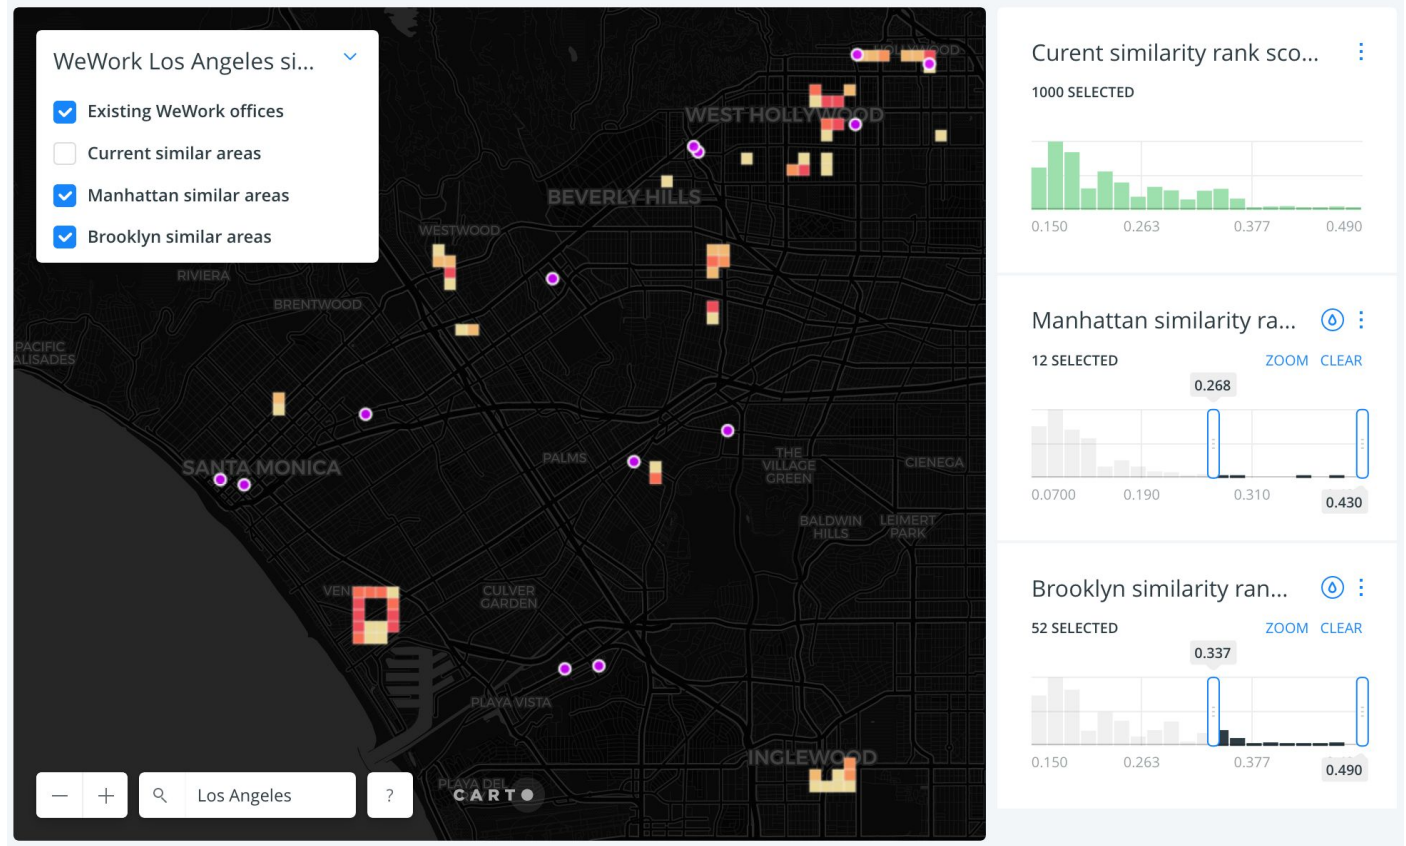 WeWork Los Angeles si...
Existing WeWork offices
Current similar areas
Manhattan similar areas
Brooklyn similar areas
HOLLYWOOD
WEST HOLLYWOOD
BEVERLY HILLS
WESTWOOD
RIVIERA
BRENTWOOD
PACIFIC
ALISADES
SANTA MONICA
PALMS
THE
VILLAGE
GREEN
CIENEGA
BALDWIN
HILLS
LEIMERT
PARK
VEN
CULVER
GARDEN
PLAYA VISTA
INGLEWOOD
PLAYA DEL
CARTO
Los Angeles
?
Curent similarity rank sco...
1000 SELECTED
0.150 0.263 0.377 0.490
Manhattan similarity ra...
12 SELECTED ZOOM CLEAR
0.268
0.0700 0.190 0.310 0.430
Brooklyn similarity ran...
52 SELECTED ZOOM CLEAR
0.337
0.150 0.263 0.377 0.490